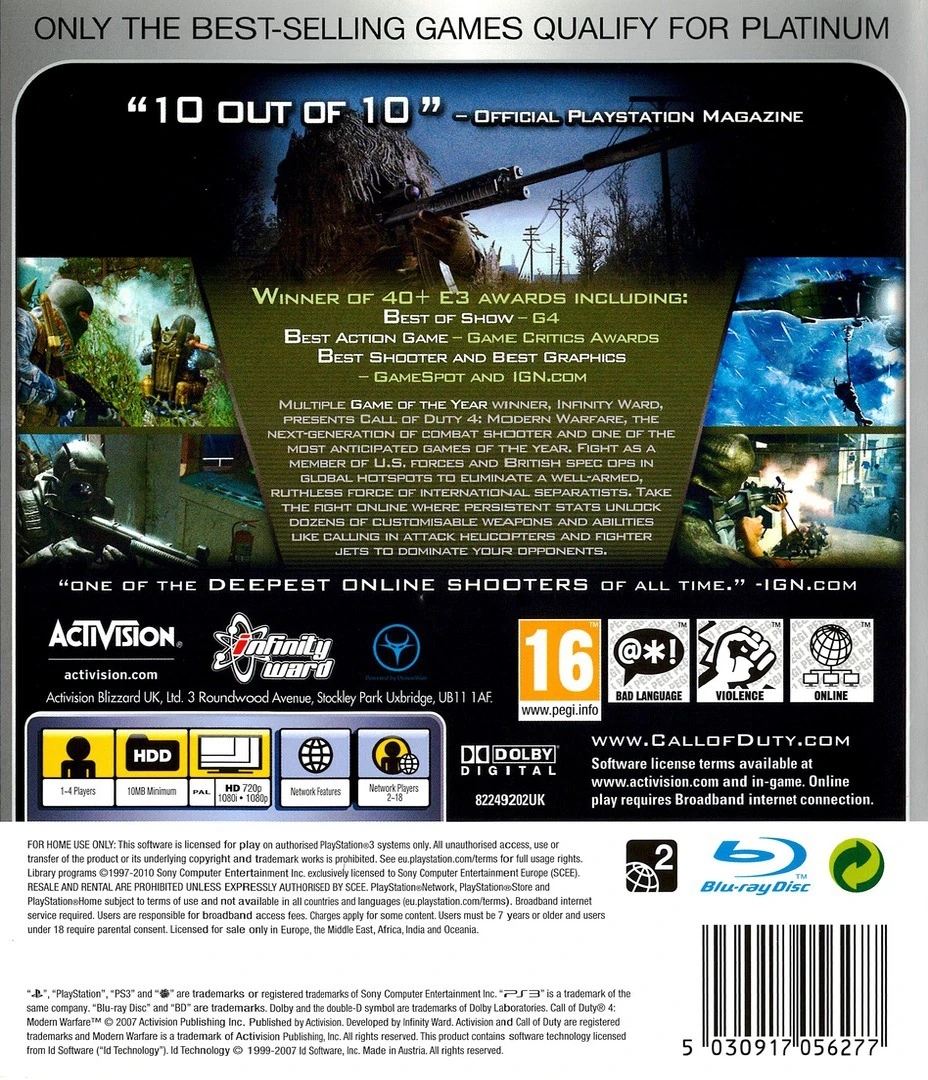 ONLY THE BEST-SELLING GAMES QUALIFY FOR PLATINUM
“10 OUT OF 10” – OFFICIAL PLAYSTATION MAGAZINE
WINNER OF 40+ E3 AWARDS INCLUDING:
BEST OF SHOW – G4
BEST ACTION GAME – GAME CRITICS AWARDS
BEST SHOOTER AND BEST GRAPHICS
– GAMESPOT AND IGN.COM
MULTIPLE GAME OF THE YEAR WINNER, INFINITY WARD,
PRESENTS CALL OF DUTY 4: MODERN WARFARE, THE
NEXT-GENERATION OF COMBAT SHOOTER AND ONE OF THE
MOST ANTICIPATED GAMES OF THE YEAR. FIGHT AS A
MEMBER OF U.S. FORCES AND BRITISH SPEC OPS IN
GLOBAL HOTSPOTS TO ELIMINATE A WELL-ARMED,
RUTHLESS FORCE OF INTERNATIONAL SEPARATISTS. TAKE
THE FIGHT ONLINE WHERE PERSISTENT STATS UNLOCK
DOZENS OF CUSTOMISABLE WEAPONS AND ABILITIES
LIKE CALLING IN ATTACK HELICOPTERS AND FIGHTER
JETS TO DOMINATE YOUR OPPONENTS.
“ONE OF THE DEEPEST ONLINE SHOOTERS OF ALL TIME.” -IGN.COM
ACTIVISION®
activision.com
infinity ward
Powered by DemonWare
16™
www.pegi.info
@*!
BAD LANGUAGE
VIOLENCE
ONLINE
Activision Blizzard UK, Ltd. 3 Roundwood Avenue, Stockley Park Uxbridge, UB11 1AF.
HDD
1-4 Players
10MB Minimum
PAL HD 720p 1080i • 1080p
Network Features
Network Players 2-18
DOLBY DIGITAL
82249202UK
WWW.CALLOFDUTY.COM
Software license terms available at
www.activision.com and in-game. Online
play requires Broadband internet connection.
FOR HOME USE ONLY: This software is licensed for play on authorised PlayStation®3 systems only. All unauthorised access, use or
transfer of the product or its underlying copyright and trademark works is prohibited. See eu.playstation.com/terms for full usage rights.
Library programs ©1997-2010 Sony Computer Entertainment Inc. exclusively licensed to Sony Computer Entertainment Europe (SCEE).
RESALE AND RENTAL ARE PROHIBITED UNLESS EXPRESSLY AUTHORISED BY SCEE. PlayStation®Network, PlayStation®Store and
PlayStation®Home subject to terms of use and not available in all countries and languages (eu.playstation.com/terms). Broadband internet
service required. Users are responsible for broadband access fees. Charges apply for some content. Users must be 7 years or older and users
under 18 require parental consent. Licensed for sale only in Europe, the Middle East, Africa, India and Oceania.
2
Blu-ray Disc™
“ ”, “PlayStation”, “PS3” and “ ” are trademarks or registered trademarks of Sony Computer Entertainment Inc. “PS3” is a trademark of the
same company. “Blu-ray Disc” and “BD” are trademarks. Dolby and the double-D symbol are trademarks of Dolby Laboratories. Call of Duty® 4:
Modern Warfare™ © 2007 Activision Publishing Inc. Published by Activision. Developed by Infinity Ward. Activision and Call of Duty are registered
trademarks and Modern Warfare is a trademark of Activision Publishing, Inc. All rights reserved. This product contains software technology licensed
from Id Software (“Id Technology”). Id Technology © 1999-2007 Id Software, Inc. Made in Austria. All rights reserved.
5 030917 056277